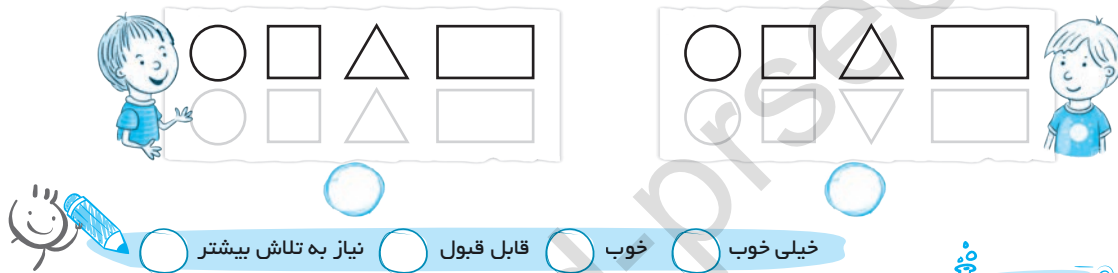 خیلی خوب خوب قابل قبول نیاز به تلاش بیشتر